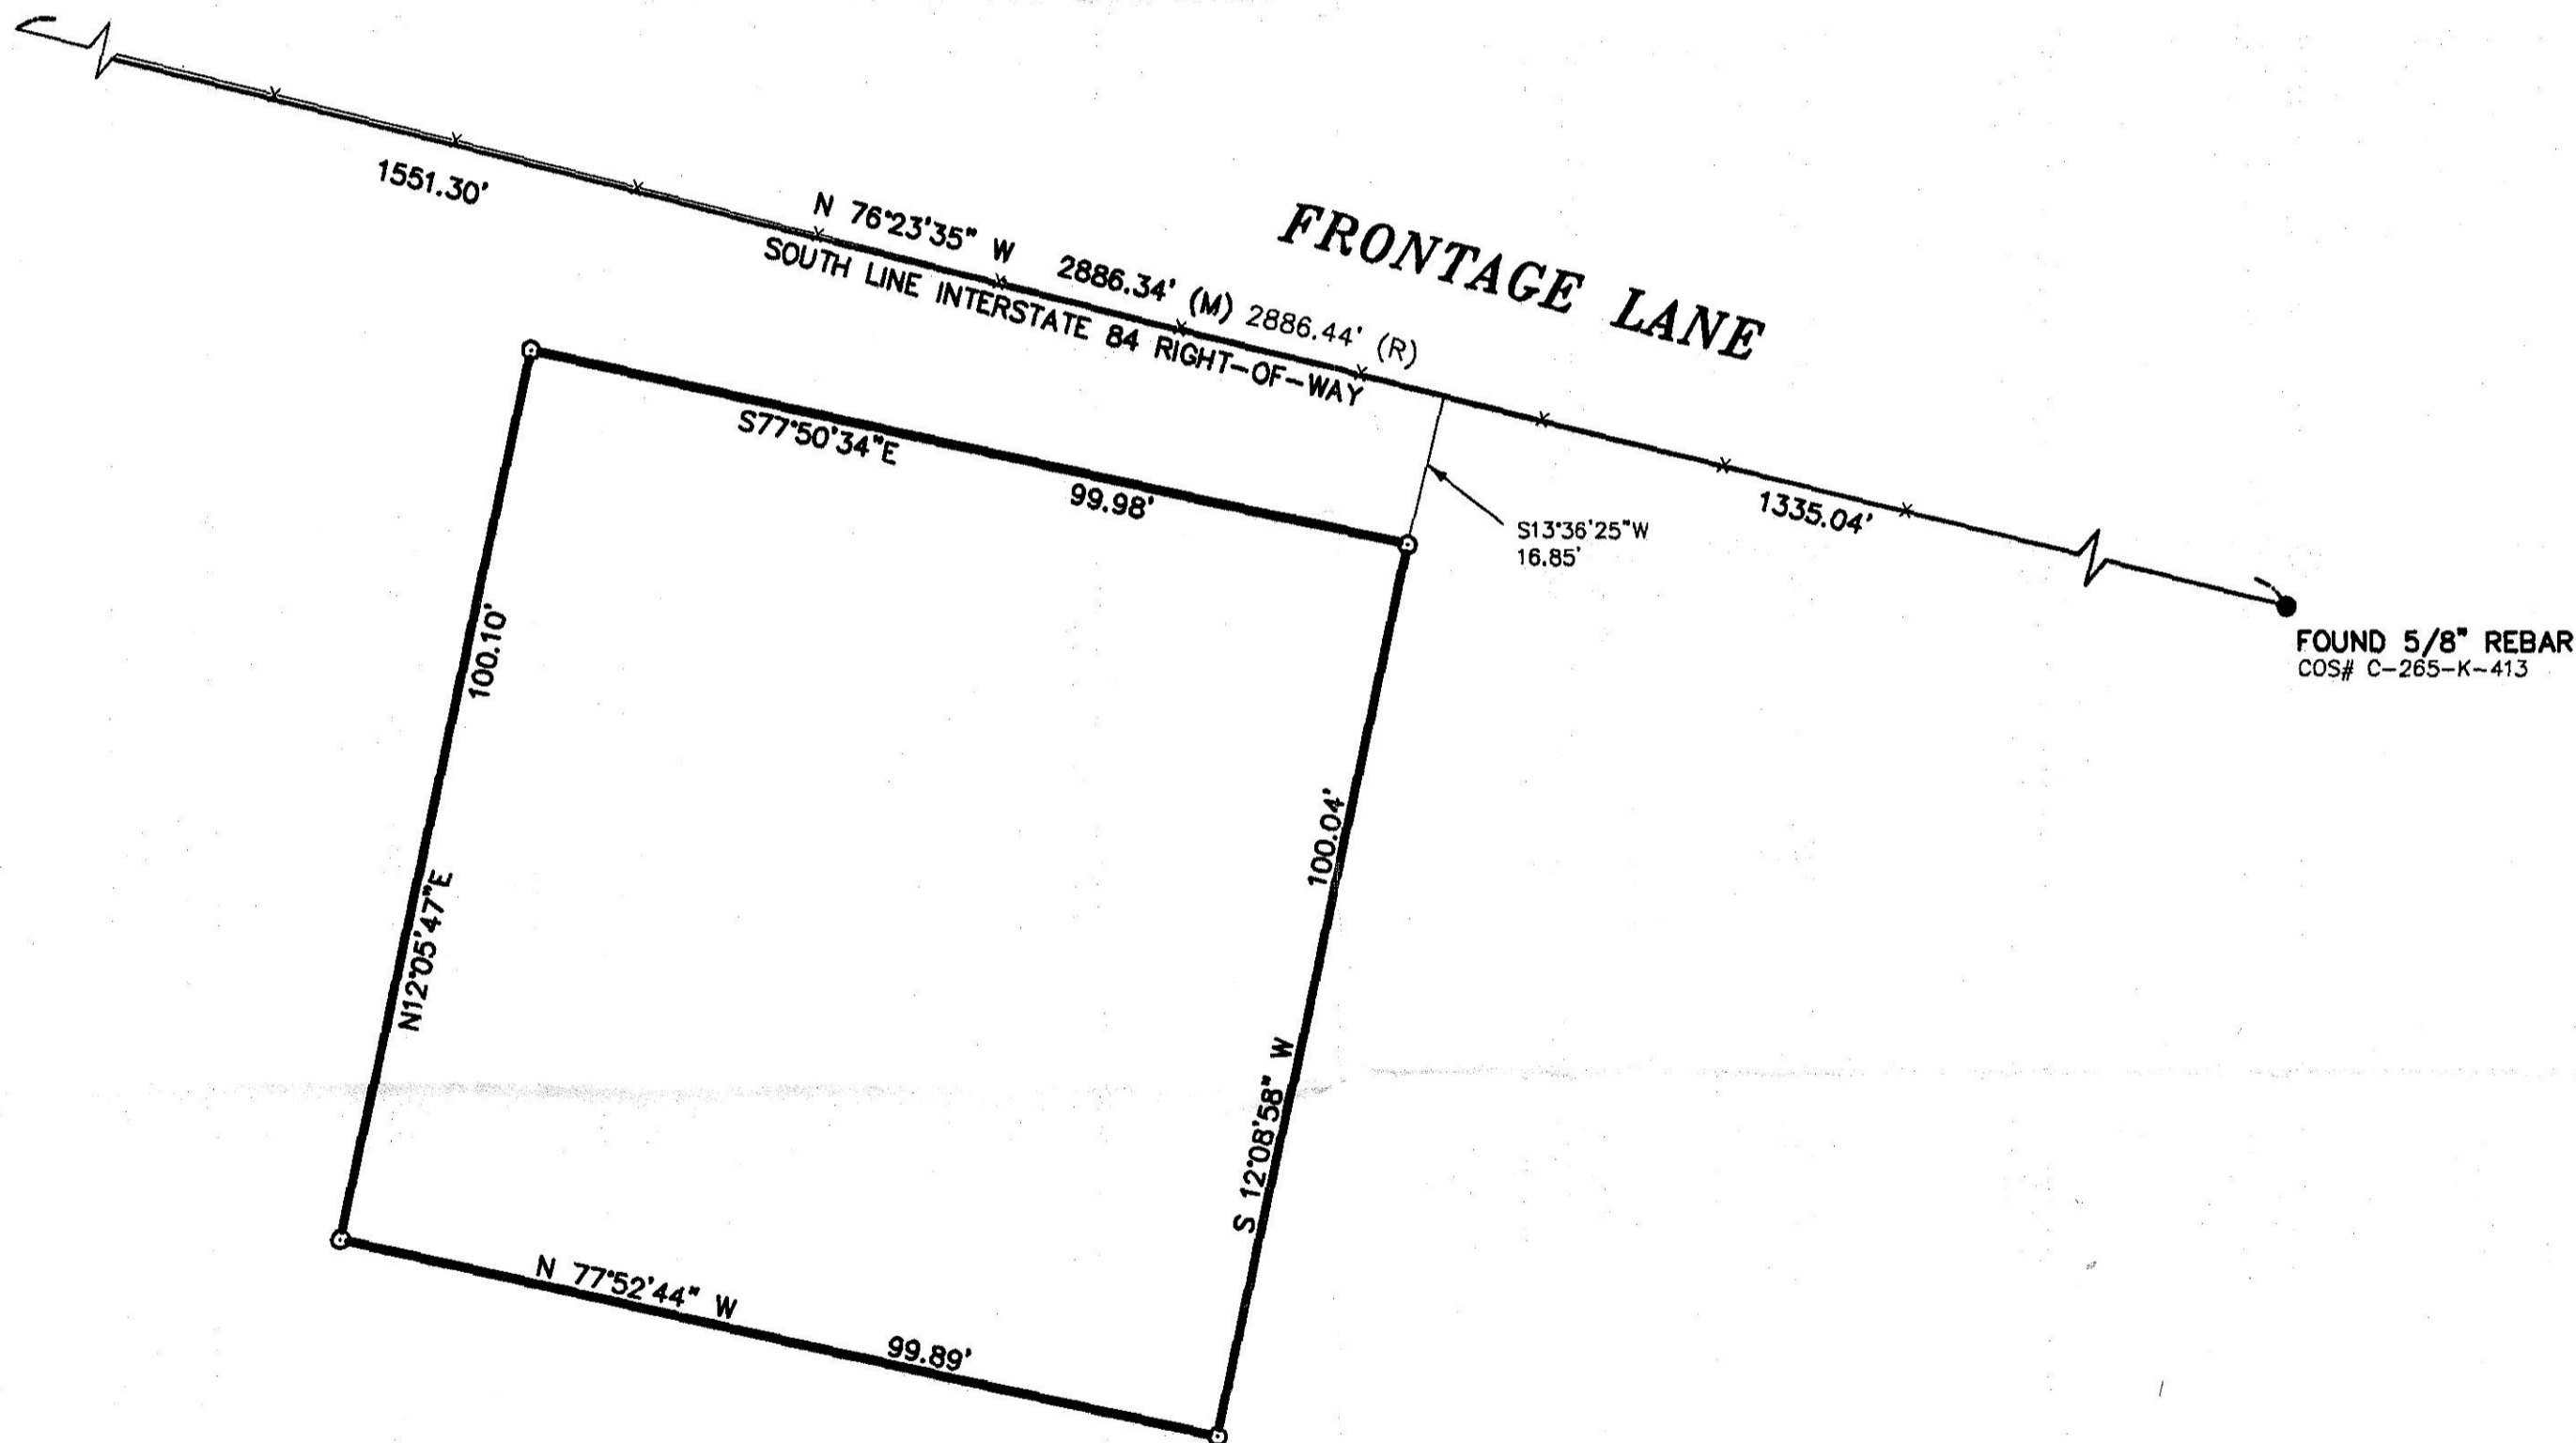 1551.30'
N 76°23'35" W 2886.34' (M) 2886.44' (R)
SOUTH LINE INTERSTATE 84 RIGHT-OF-WAY
FRONTAGE LANE
S77°50'34"E
99.98'
S13°36'25"W
16.85'
1335.04'
FOUND 5/8" REBAR
COS# C-265-K-413
100.10'
N12°05'47"E
100.04'
S 12°08'58" W
N 77°52'44" W
99.89'